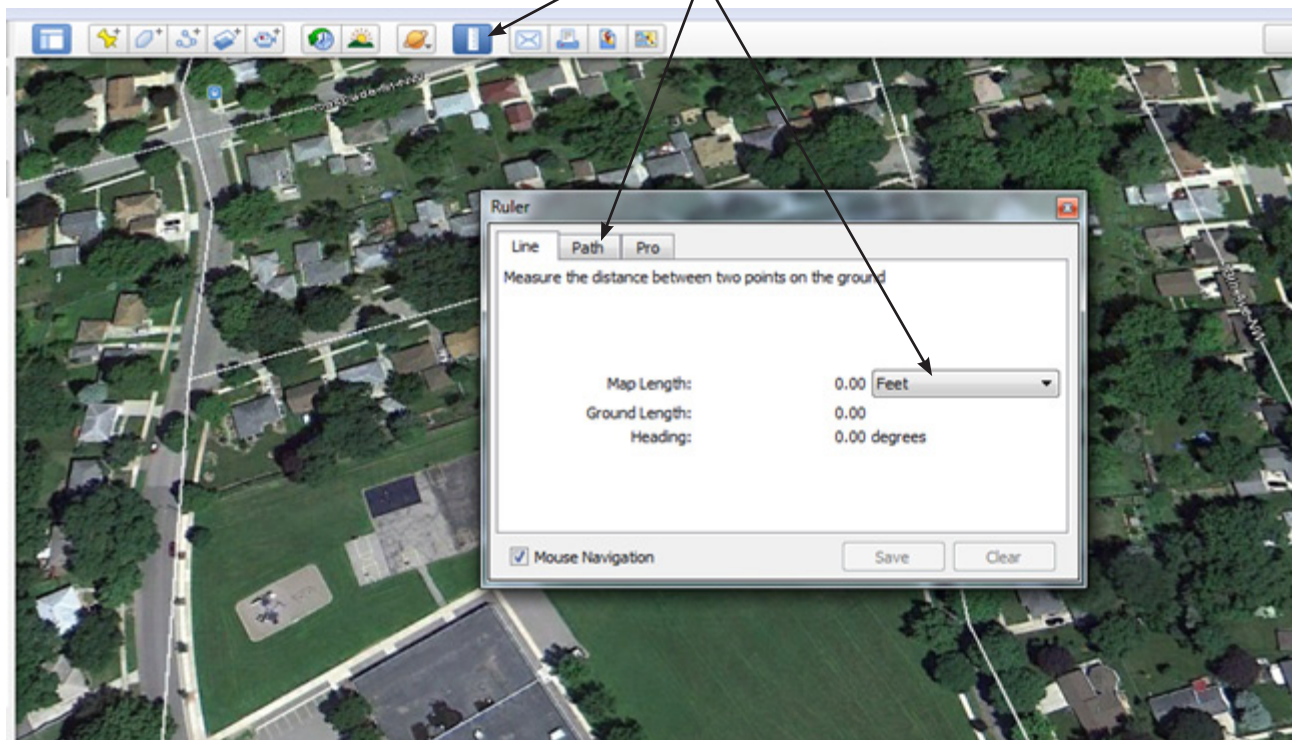 Ruler
Line Path Pro
Measure the distance between two points on the ground
Map Length: 0.00 Feet
Ground Length: 0.00
Heading: 0.00 degrees
Mouse Navigation Save Clear